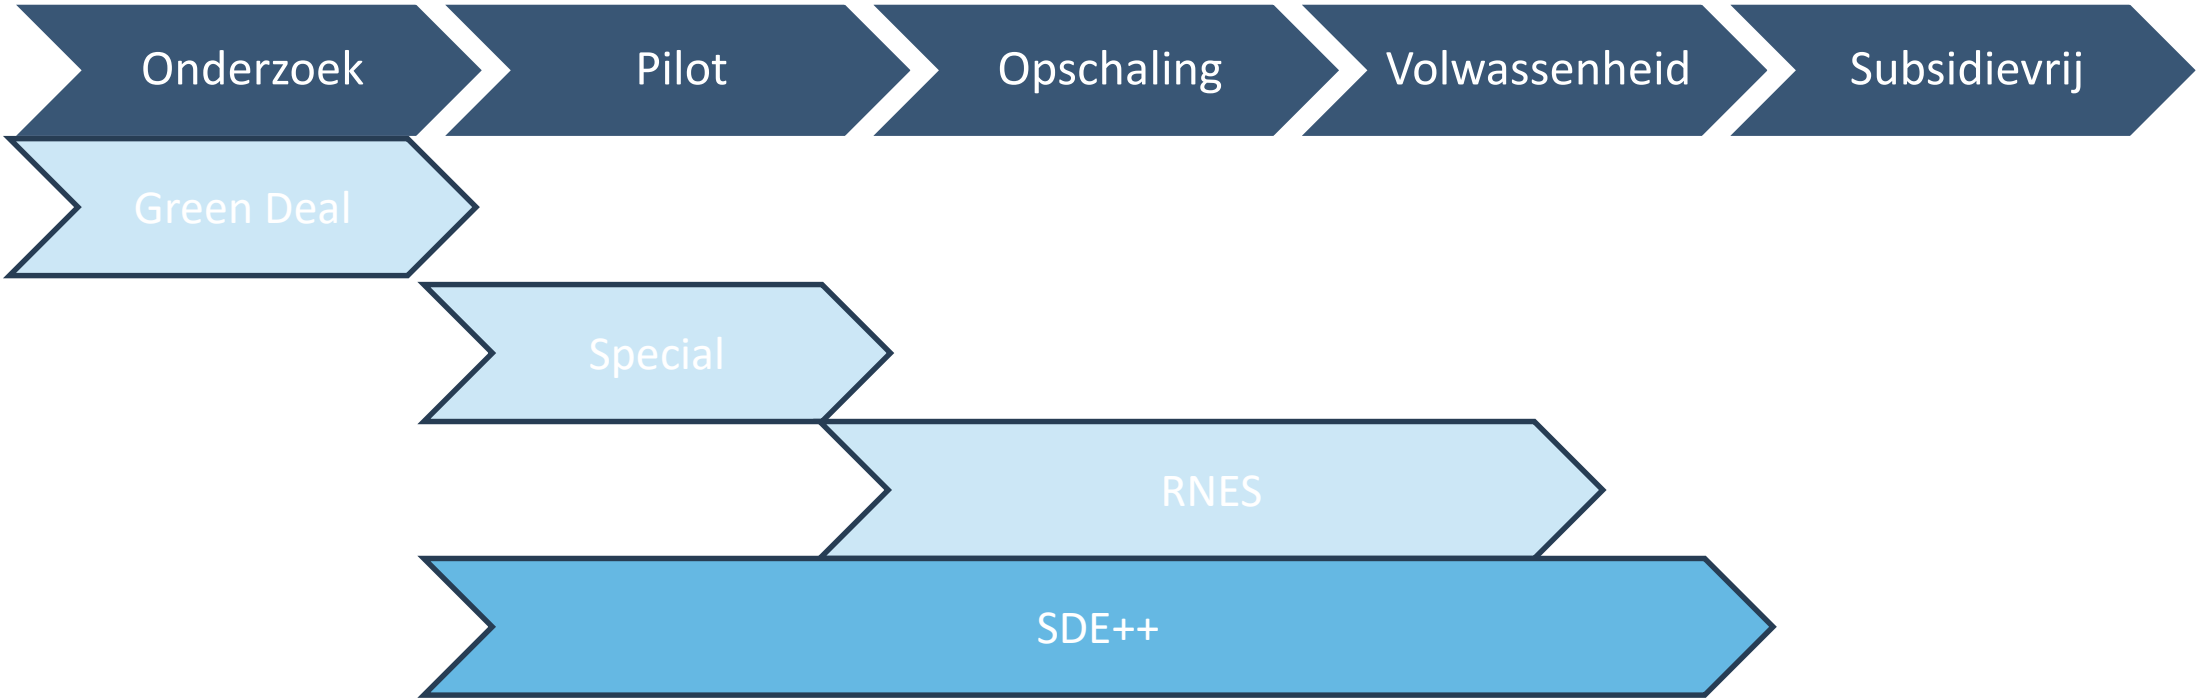 Onderzoek
Pilot
Opschaling
Volwassenheid
Subsidievrij
Green Deal
Special
RNES
SDE++